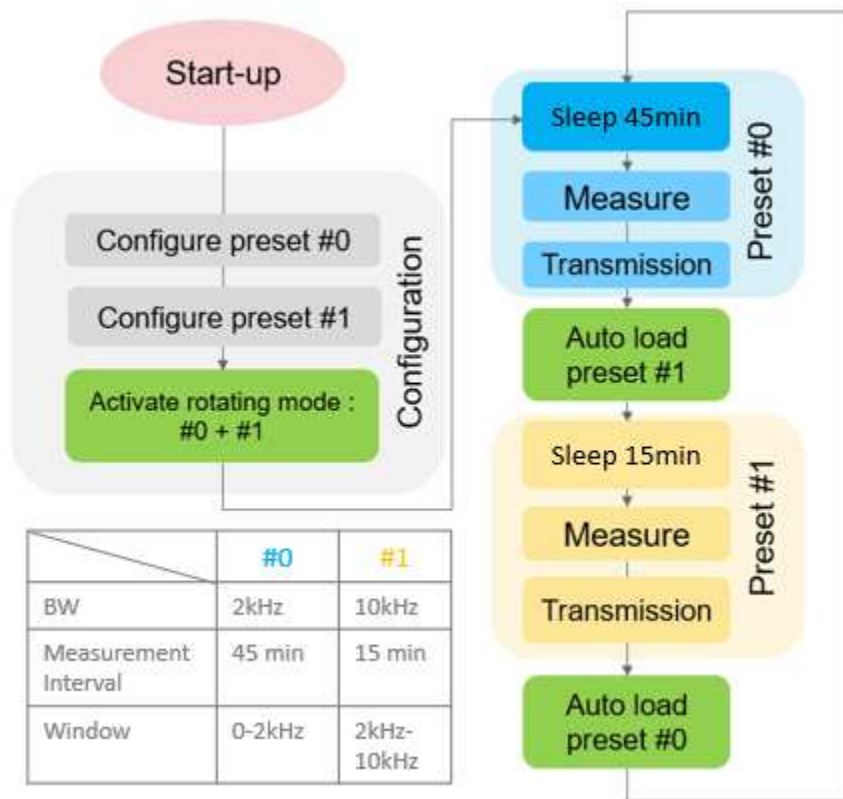 Start-up
Configure preset #0
Configure preset #1
Activate rotating mode :
#0 + #1
Configuration
Sleep 45min
Measure
Transmission
Preset #0
Auto load
preset #1
Sleep 15min
Measure
Transmission
Preset #1
Auto load
preset #0
#0 #1
BW 2kHz 10kHz
Measurement 45 min 15 min
Interval
Window 0-2kHz 2kHz-
10kHz